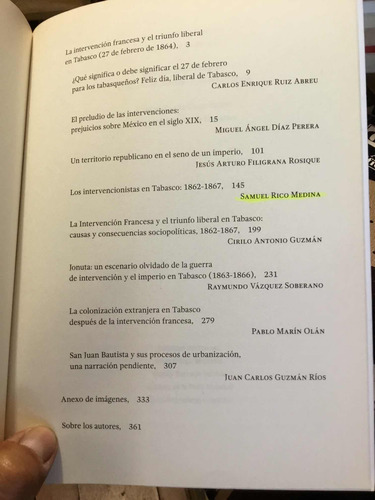 La intervención francesa y el triunfo liberal
en Tabasco (27 de febrero de 1864), 3
¿Qué significa o debe significar el 27 de febrero
para los tabasqueños? Feliz día, liberal de Tabasco, 9
Carlos Enrique Ruiz Abreu
El preludio de las intervenciones:
prejuicios sobre México en el siglo XIX, 15
Miguel Ángel Díaz Perera
Un territorio republicano en el seno de un imperio, 101
Jesús Arturo Filigrana Rosique
Los intervencionistas en Tabasco: 1862-1867, 145
Samuel Rico Medina
La Intervención Francesa y el triunfo liberal en Tabasco:
causas y consecuencias sociopolíticas, 1862-1867, 199
Cirilo Antonio Guzmán
Jonuta: un escenario olvidado de la guerra
de intervención y el imperio en Tabasco (1863-1866), 231
Raymundo Vázquez Soberano
La colonización extranjera en Tabasco
después de la intervención francesa, 279
Pablo Marín Olán
San Juan Bautista y sus procesos de urbanización,
una narración pendiente, 307
Juan Carlos Guzmán Ríos
Anexo de imágenes, 333
Sobre los autores, 361